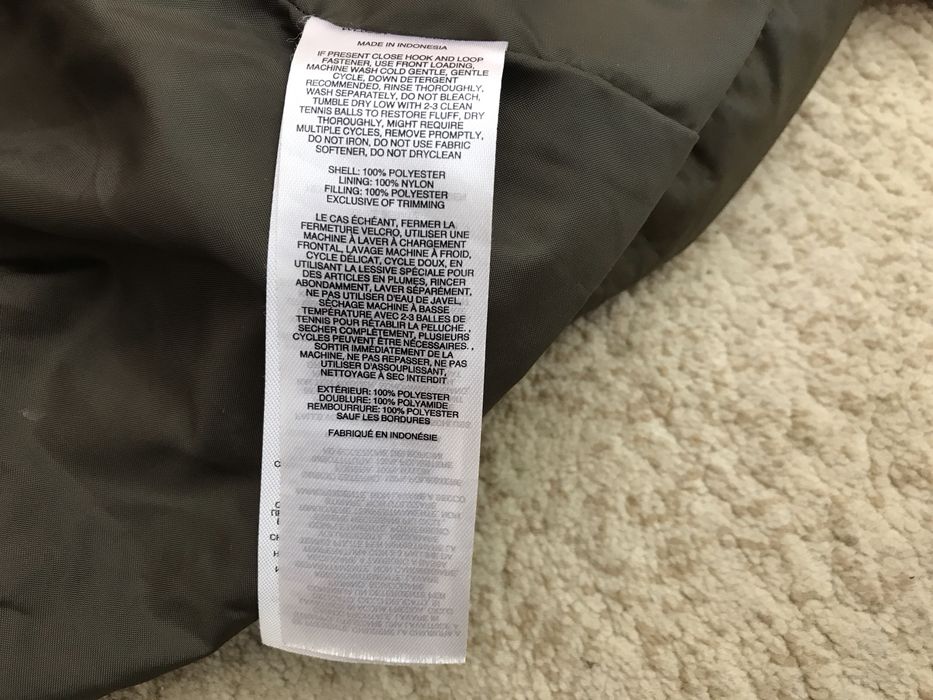 MADE IN INDONESIA
IF PRESENT CLOSE HOOK AND LOOP
FASTENER, USE FRONT LOADING,
MACHINE WASH COLD GENTLE, GENTLE
CYCLE, DOWN DETERGENT
RECOMMENDED, RINSE THOROUGHLY,
WASH SEPARATELY, DO NOT BLEACH,
TUMBLE DRY LOW WITH 2-3 CLEAN
TENNIS BALLS TO RESTORE FLUFF, DRY
THOROUGHLY, MIGHT REQUIRE
MULTIPLE CYCLES, REMOVE PROMPTLY,
DO NOT IRON, DO NOT USE FABRIC
SOFTENER, DO NOT DRYCLEAN
SHELL: 100% POLYESTER
LINING: 100% NYLON
FILLING: 100% POLYESTER
EXCLUSIVE OF TRIMMING
LE CAS ÉCHÉANT, FERMER LA
FERMETURE VELCRO, UTILISER UNE
MACHINE À LAVER À CHARGEMENT
FRONTAL, LAVAGE MACHINE À FROID,
CYCLE DÉLICAT, CYCLE DOUX, EN
UTILISANT LA LESSIVE SPÉCIALE POUR
DES ARTICLES EN PLUMES, RINCER
ABONDAMMENT, LAVER SÉPARÉMENT,
NE PAS UTILISER D'EAU DE JAVEL,
SÉCHAGE MACHINE À BASSE
TEMPÉRATURE AVEC 2-3 BALLES DE
TENNIS POUR RÉTABLIR LA PELUCHE. ,
SECHER COMPLÈTEMENT, PLUSIEURS
CYCLES PEUVENT ÊTRE NÉCESSAIRES. ,
SORTIR IMMÉDIATEMENT DE LA
MACHINE, NE PAS REPASSER, NE PAS
UTILISER D'ASSOUPLISSANT,
NETTOYAGE À SEC INTERDIT
EXTÉRIEUR: 100% POLYESTER
DOUBLURE: 100% POLYAMIDE
REMBOURRURE: 100% POLYESTER
SAUF LES BORDURES
FABRIQUÉ EN INDONÉSIE